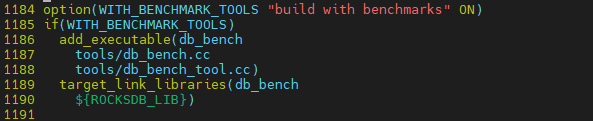 1184 option(WITH_BENCHMARK_TOOLS "build with benchmarks" ON)
1185 if(WITH_BENCHMARK_TOOLS)
1186   add_executable(db_bench
1187     tools/db_bench.cc
1188     tools/db_bench_tool.cc)
1189   target_link_libraries(db_bench
1190     ${ROCKSDB_LIB})
1191